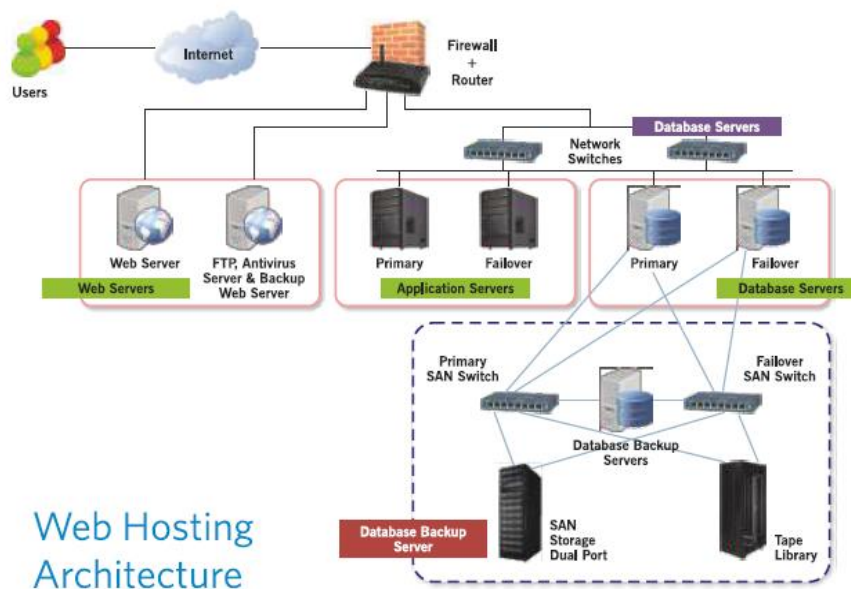 Users
Internet
Firewall
+
Router
Network
Switches
Database Servers
Web Server
FTP, Antivirus
Server & Backup
Web Server
Web Servers
Primary
Failover
Application Servers
Primary
Failover
Database Servers
Primary
SAN Switch
Failover
SAN Switch
Database Backup
Servers
Database Backup
Server
SAN
Storage
Dual Port
Tape
Library
Web Hosting
Architecture